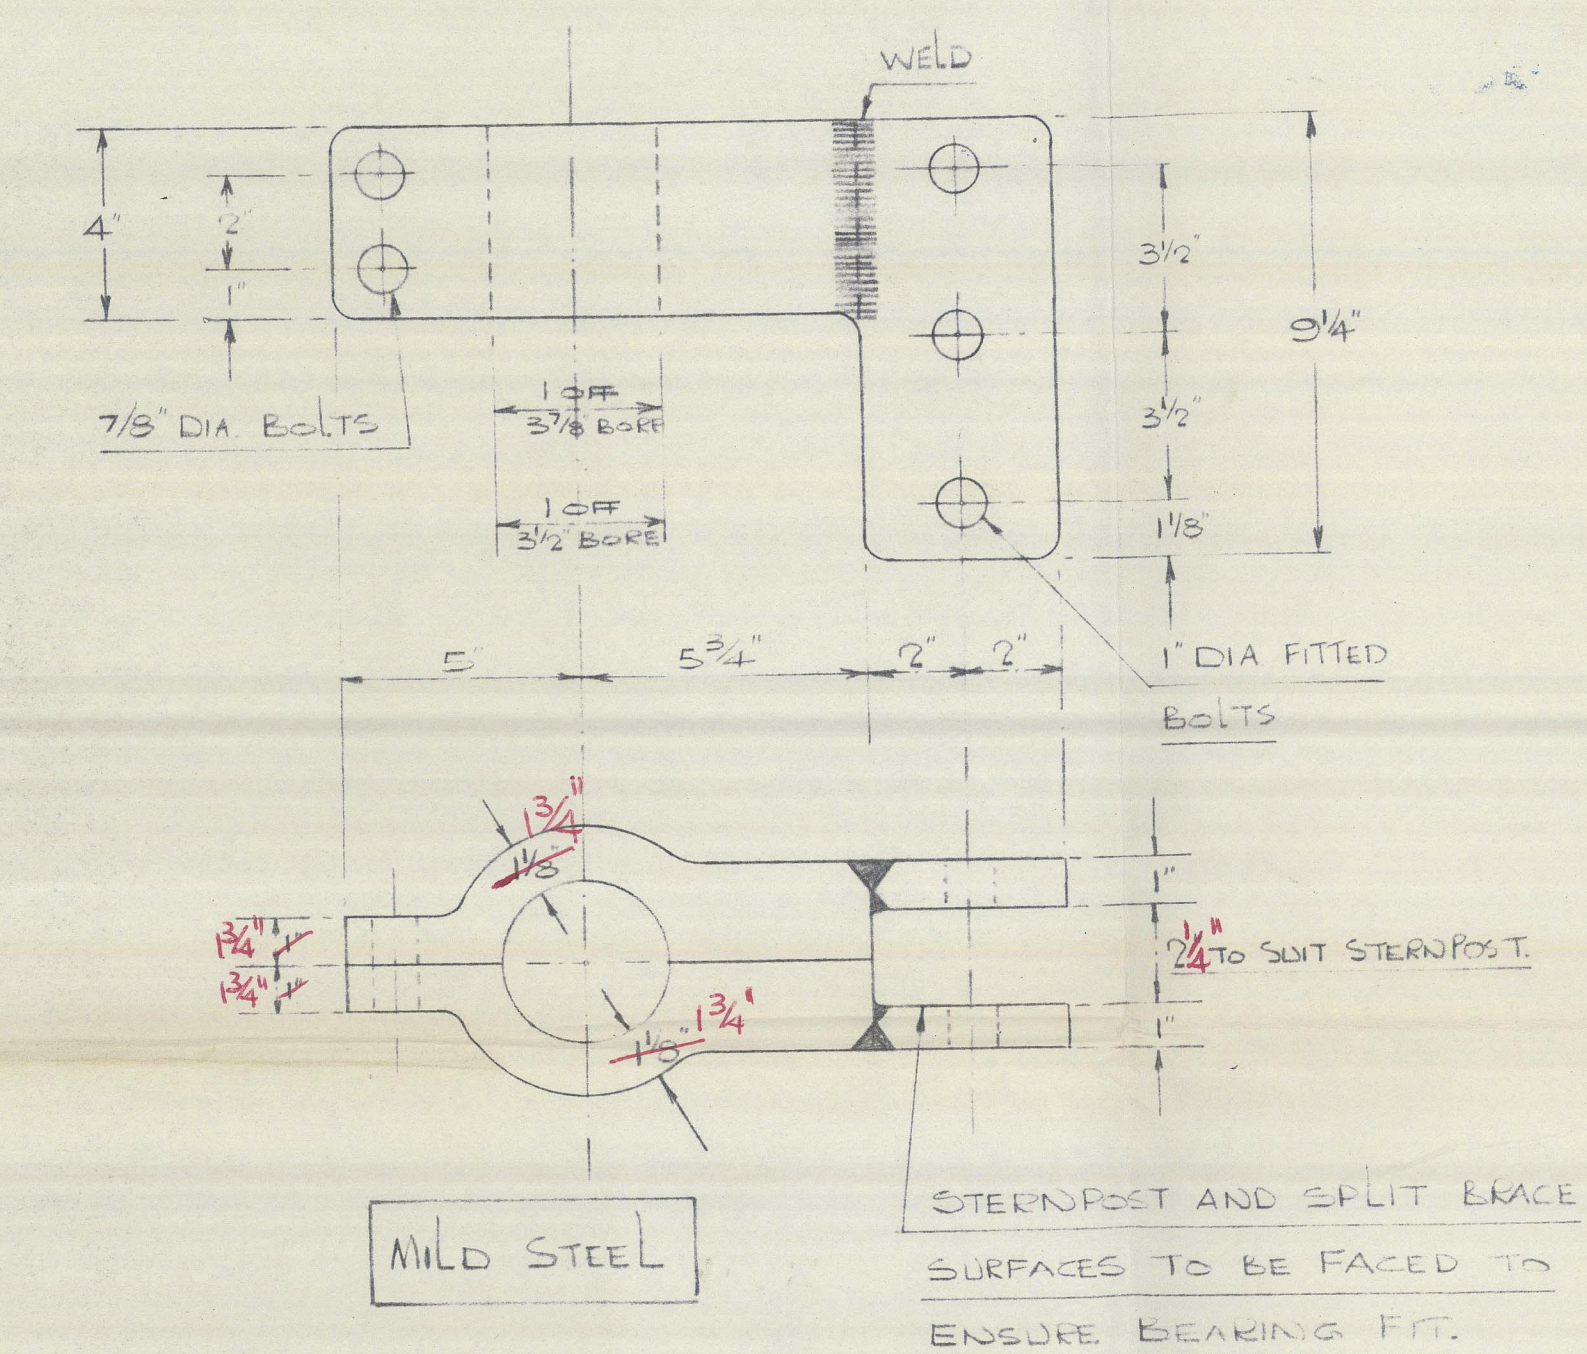 WELD
4"
2"
1"
3 1/2"
9 1/4"
3 1/2"
1 1/8"
7/8" DIA. BOLTS
1 OFF
3 7/8" BORE
1 OFF
3 1/2" BORE
5"
5 3/4"
2"
2"
1" DIA FITTED
BOLTS
1 3/4"
1 1/8"
1"
1 3/4"
1"
1 3/4"
1"
2 1/4" TO SUIT STERNPOST.
1 3/4"
1 1/8"
1"
MILD STEEL
STERNPOST AND SPLIT BRACE
SURFACES TO BE FACED TO
ENSURE BEARING FIT.